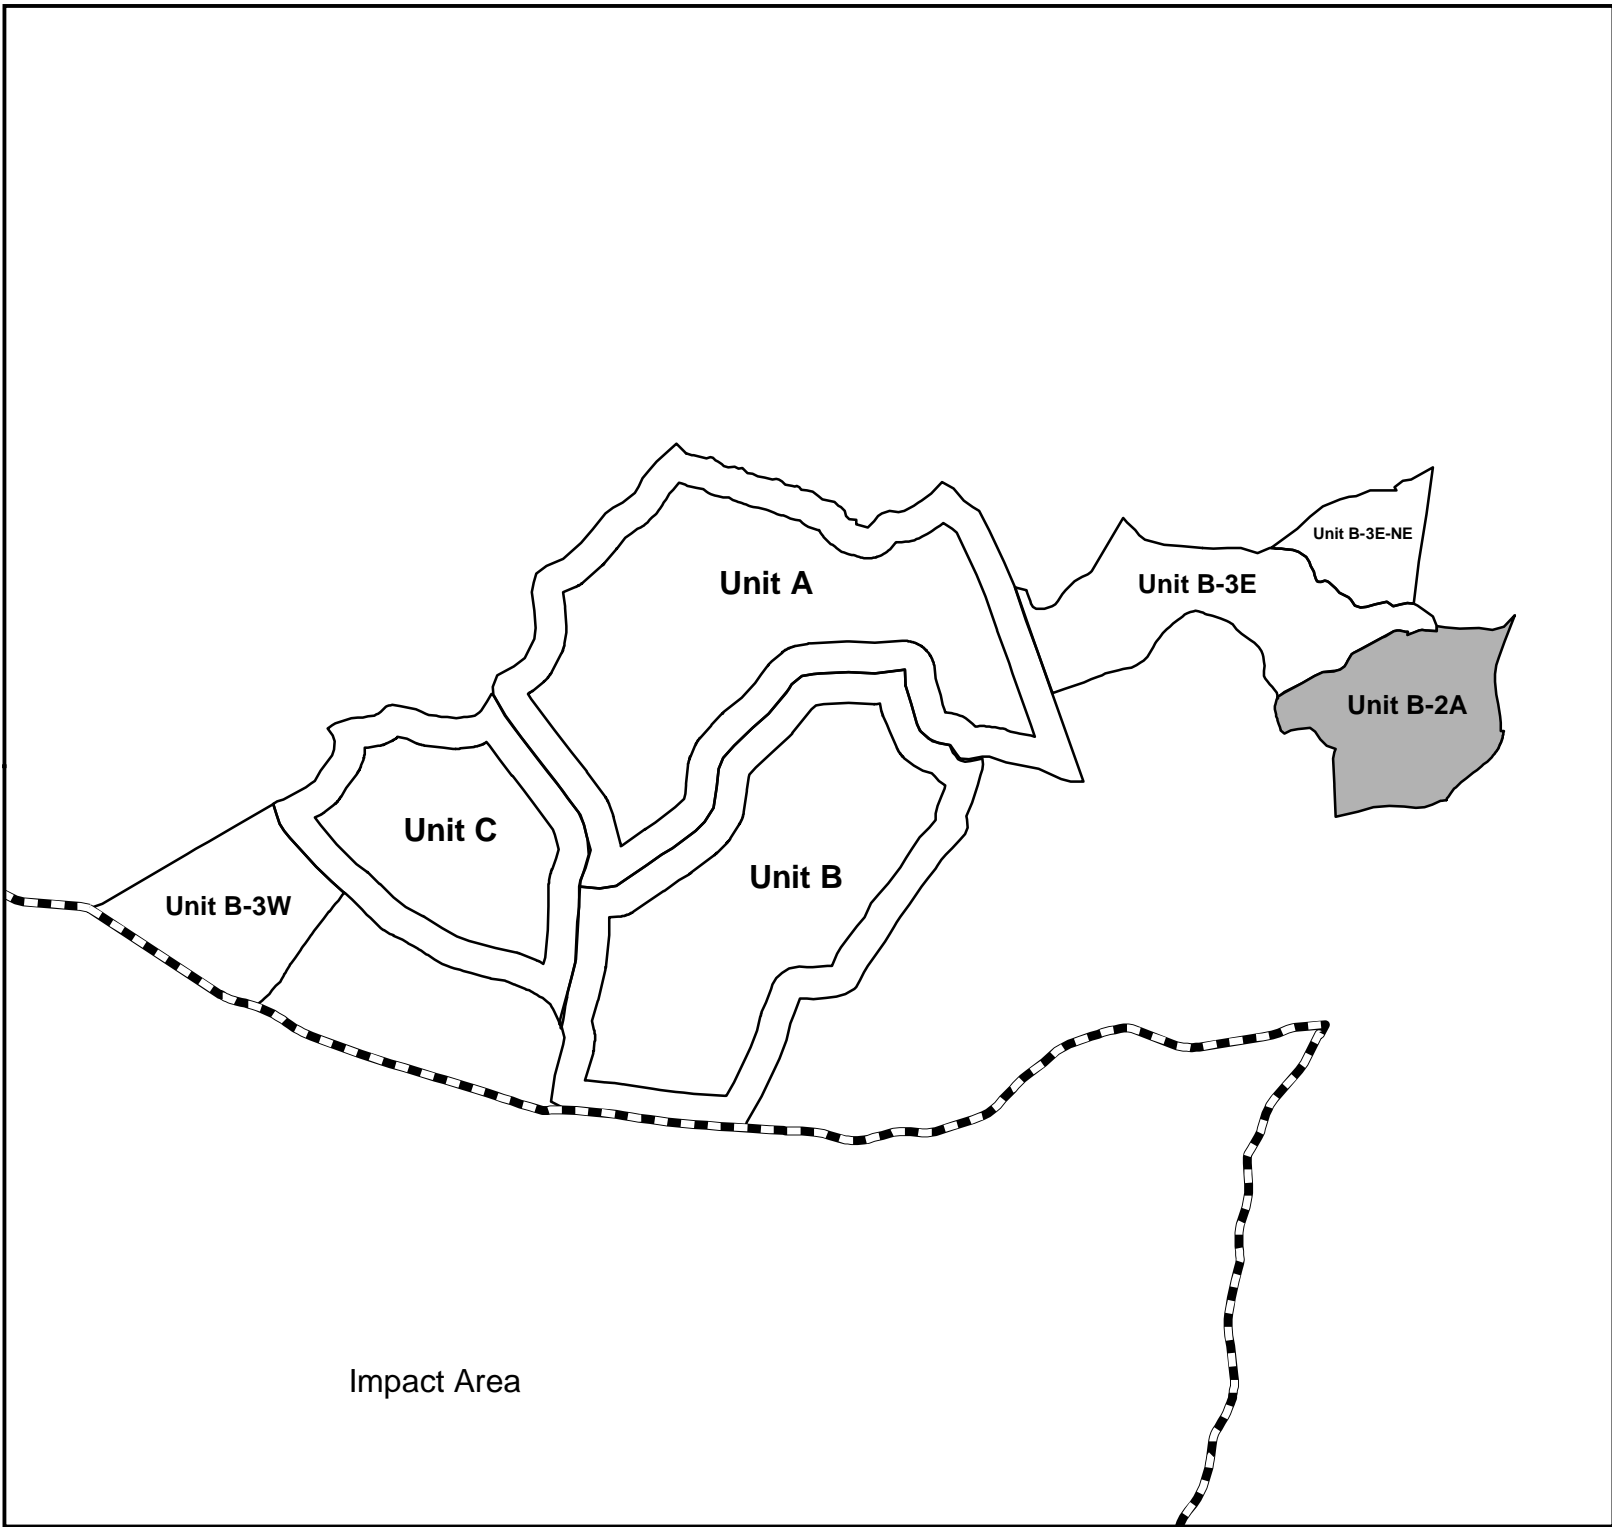 Unit B-3E-NE
Unit A
Unit B-3E
Unit B-2A
Unit C
Unit B
Unit B-3W
Impact Area